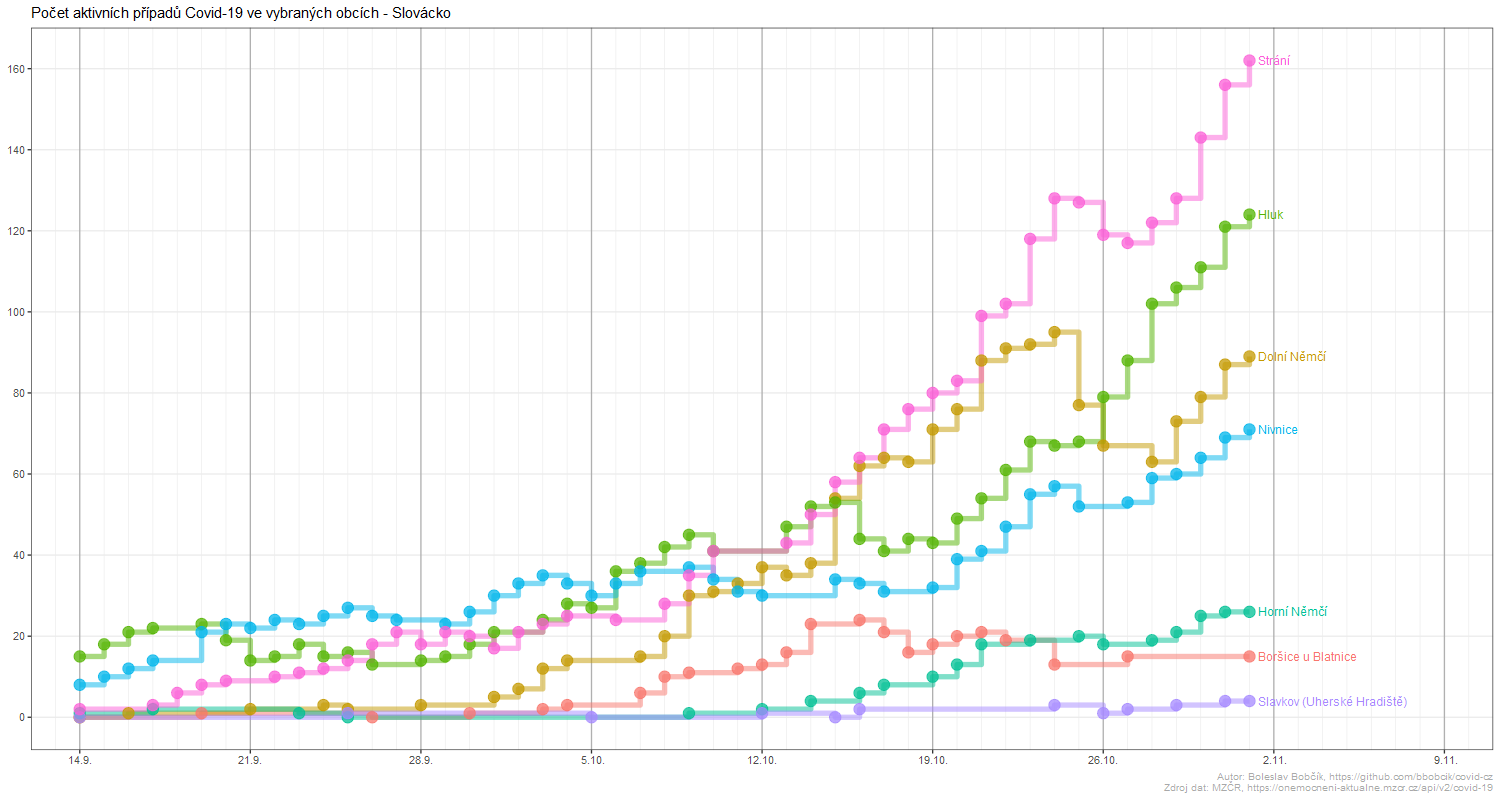 Počet aktivních případů Covid-19 ve vybraných obcích - Slovácko
160
140
120
100
80
60
40
20
0
Strání
Hluk
Dolní Němčí
Nivnice
Horní Němčí
Boršice u Blatnice
Slavkov (Uherské Hradiště)
14.9.
21.9.
28.9.
5.10.
12.10.
19.10.
26.10.
2.11.
9.11.
Autor: Boleslav Bobčík, https://github.com/bbobcik/covid-cz
Zdroj dat: MZČR, https://onemocneni-aktualne.mzcr.cz/api/v2/covid-19